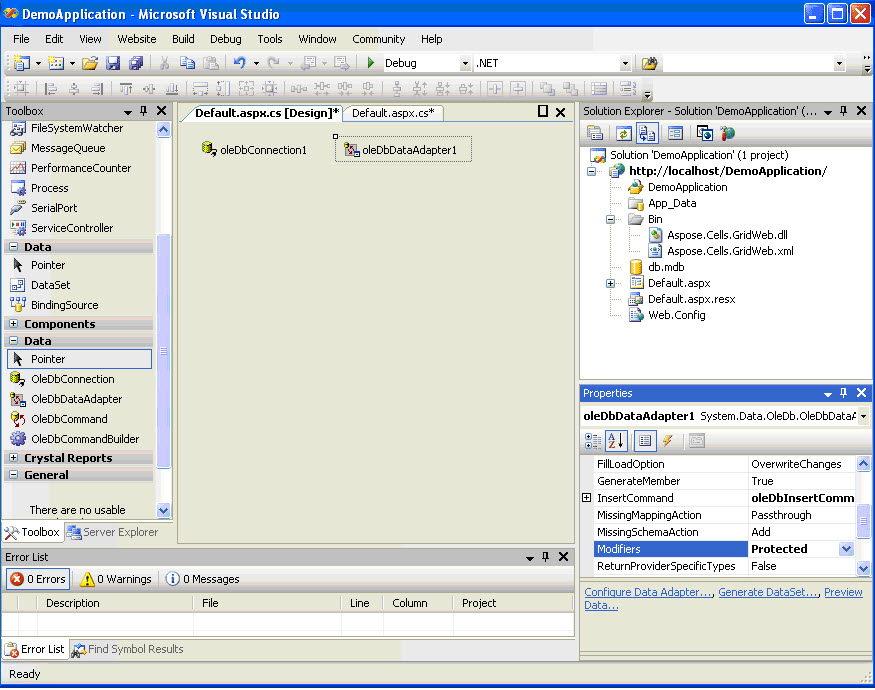 DemoApplication - Microsoft Visual Studio
File Edit View Website Build Debug Tools Window Community Help
Debug .NET
Toolbox
FileSystemWatcher
MessageQueue
PerformanceCounter
Process
SerialPort
ServiceController
Data
Pointer
DataSet
BindingSource
Components
Data
Pointer
OleDbConnection
OleDbDataAdapter
OleDbCommand
OleDbCommandBuilder
Crystal Reports
General
There are no usable
Toolbox Server Explorer
Default.aspx.cs [Design]* Default.aspx.cs*
oleDbConnection1 oleDbDataAdapter1
Solution Explorer - Solution 'DemoApplication' (...
Solution 'DemoApplication' (1 project)
http://localhost/DemoApplication/
DemoApplication
App_Data
Bin
Aspose.Cells.GridWeb.dll
Aspose.Cells.GridWeb.xml
db.mdb
Default.aspx
Default.aspx.resx
Web.Config
Properties
oleDbDataAdapter1 System.Data.OleDb.OleDbDataA
FillLoadOption OverwriteChanges
GenerateMember True
InsertCommand oleDbInsertComm
MissingMappingAction Passthrough
MissingSchemaAction Add
Modifiers Protected
ReturnProviderSpecificTypes False
Configure Data Adapter..., Generate DataSet..., Preview
Data...
Error List
0 Errors 0 Warnings 0 Messages
Description File Line Column Project
Error List Find Symbol Results
Ready